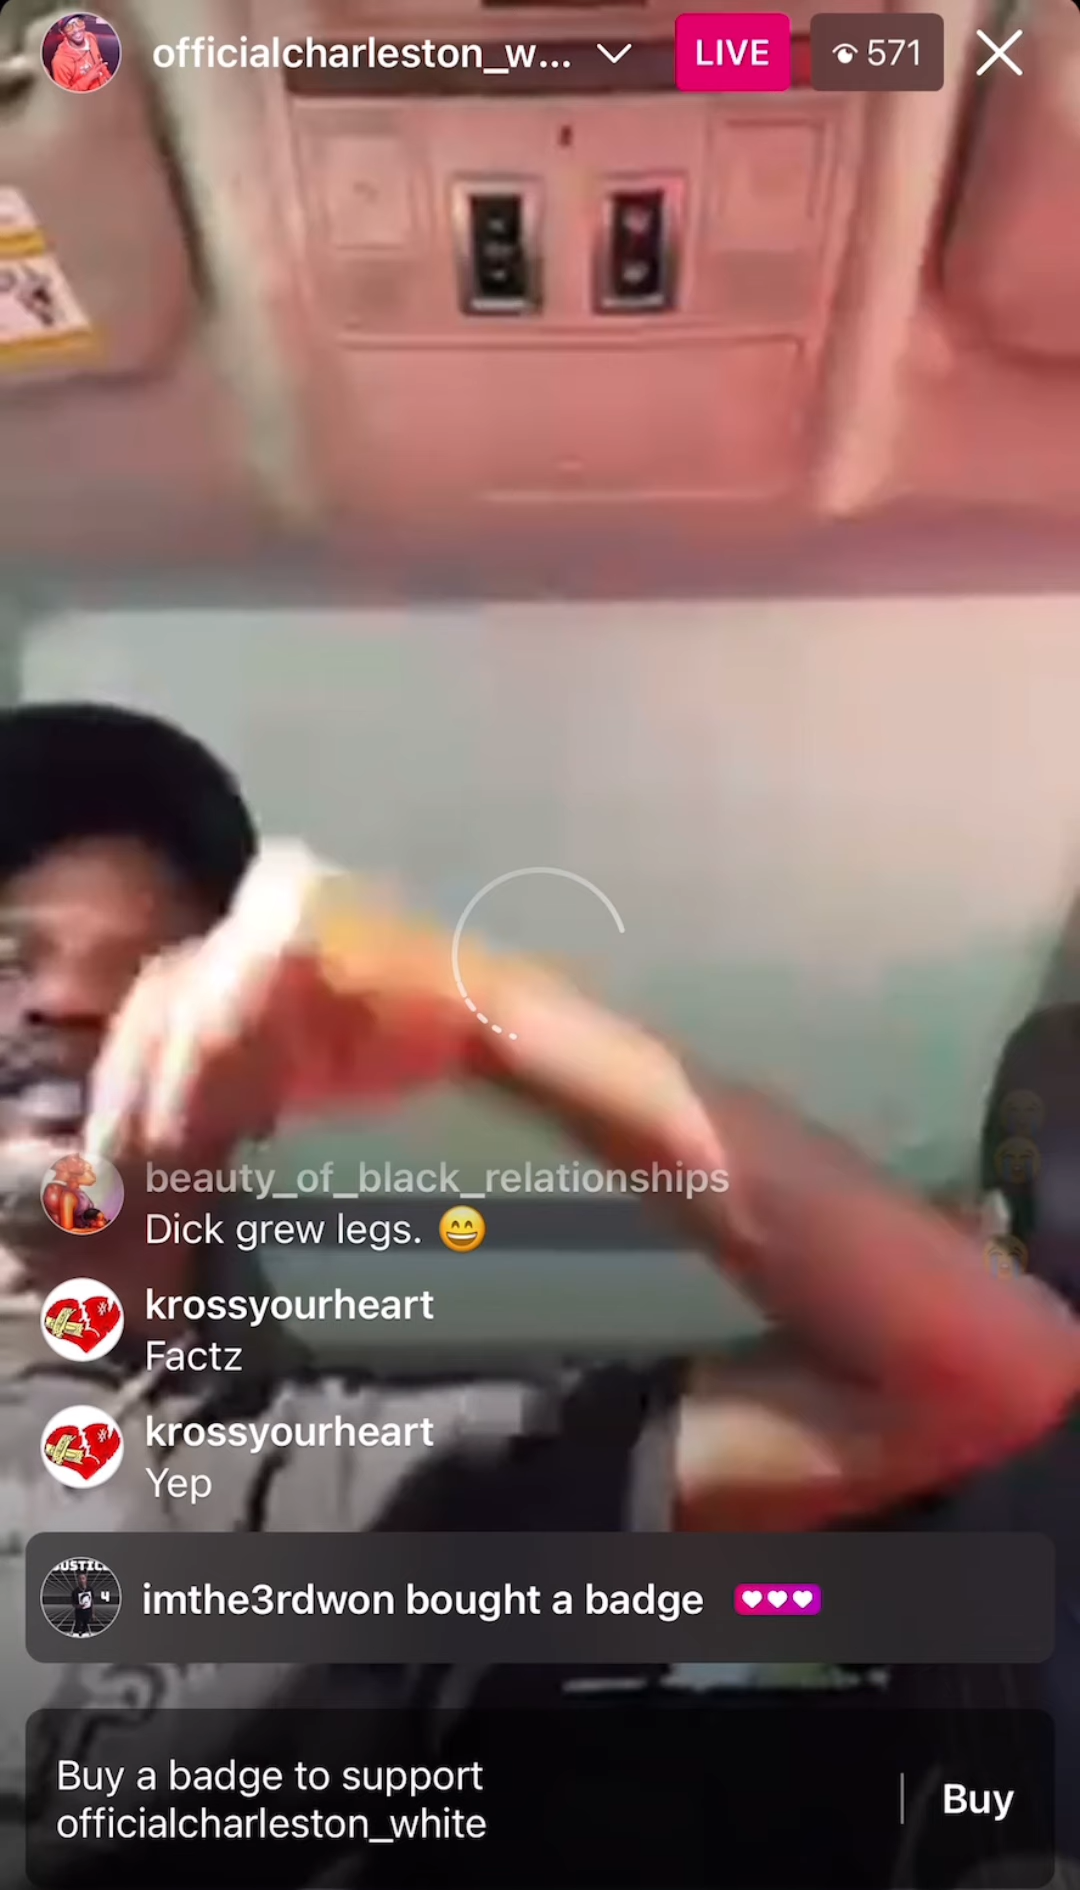 officialcharleston_w...
LIVE
571
beauty_of_black_relationships
Dick grew legs. 😄
krossyourheart
Factz
krossyourheart
Yep
imthe3rdwon bought a badge
Buy a badge to support
officialcharleston_white
Buy